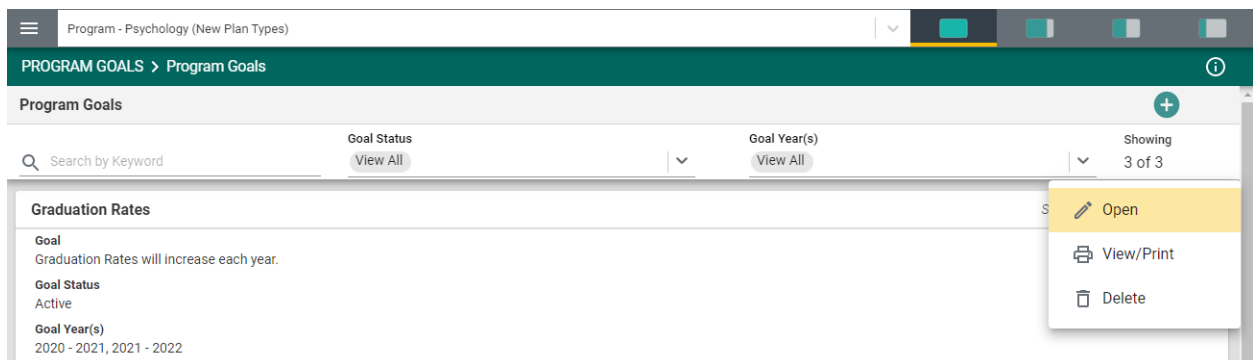 Program - Psychology (New Plan Types)
PROGRAM GOALS > Program Goals
Program Goals
Goal Status
Goal Year(s)
Showing
Search by Keyword
View All
View All
3 of 3
Graduation Rates
S
Open
Goal
Graduation Rates will increase each year.
View/Print
Goal Status
Active
Delete
Goal Year(s)
2020 - 2021, 2021 - 2022